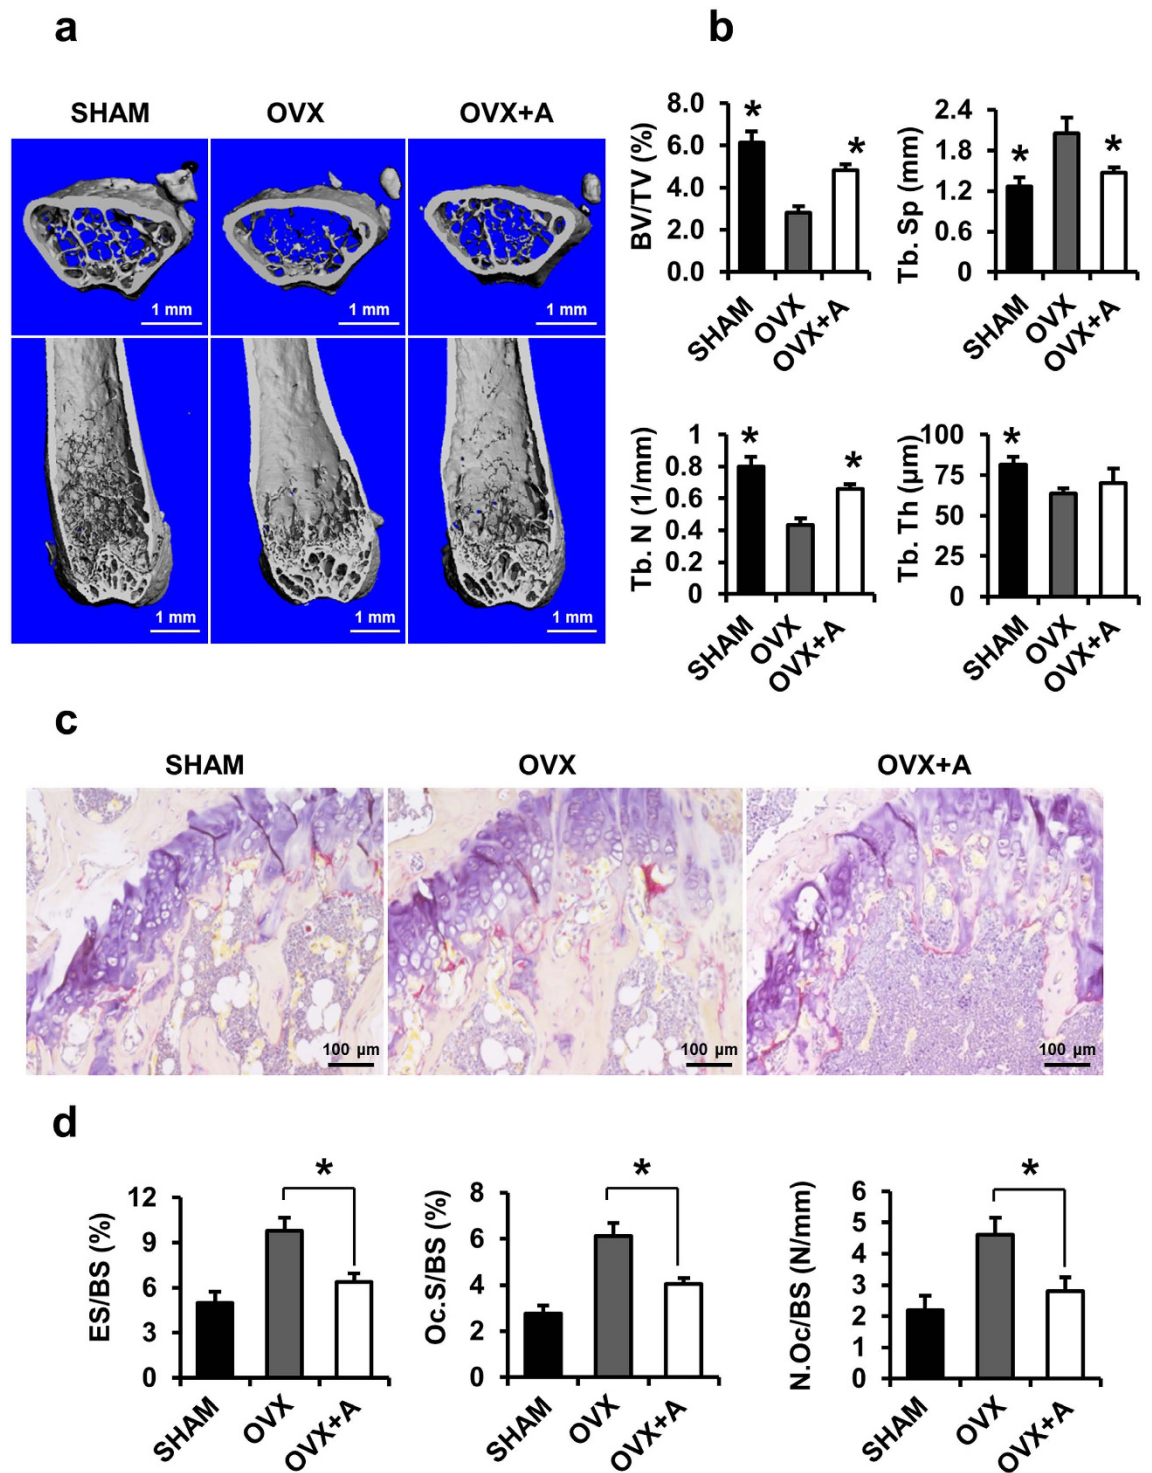 a
SHAM OVX OVX+A
1 mm 1 mm 1 mm
1 mm 1 mm 1 mm
b
BV/TV (%)
8.0
6.0
4.0
2.0
0.0
* *
SHAM OVX OVX+A
Tb. Sp (mm)
2.4
1.8
1.2
0.6
0
* *
SHAM OVX OVX+A
Tb. N (1/mm)
1
0.8
0.6
0.4
0.2
0
* *
SHAM OVX OVX+A
Tb. Th (µm)
100
75
50
25
0
*
SHAM OVX OVX+A
c
SHAM OVX OVX+A
100 µm 100 µm 100 µm
d
ES/BS (%)
12
9
6
3
0
*
SHAM OVX OVX+A
Oc.S/BS (%)
8
6
4
2
0
*
SHAM OVX OVX+A
N.Oc/BS (N/mm)
6
5
4
3
2
1
0
*
SHAM OVX OVX+A